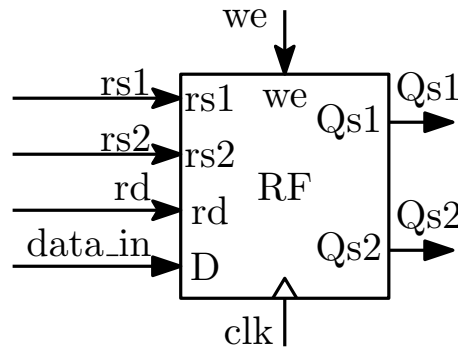 we
rs1 rs1 we Qs1 Qs1
rs2 rs2
RF
rd rd
data_in D Qs2 Qs2
clk